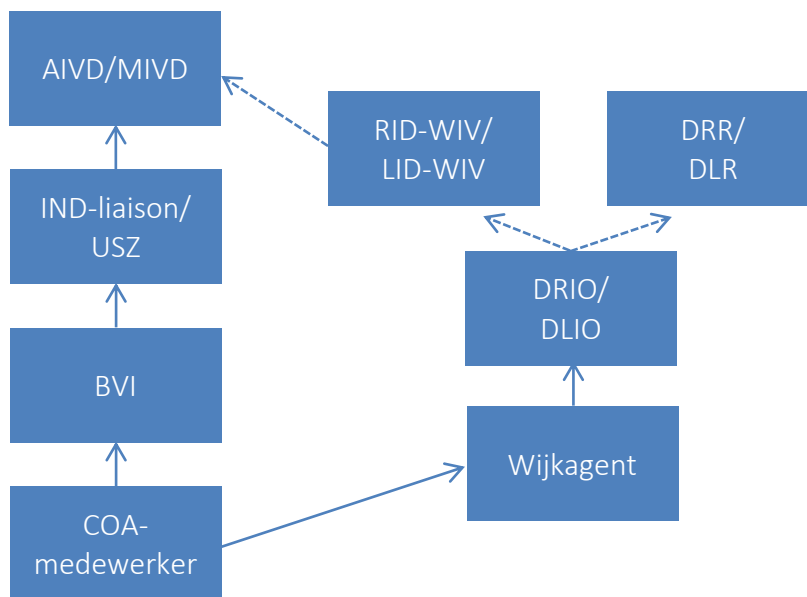 AIVD/MIVD
RID-WIV/
LID-WIV
DRR/
DLR
IND-liaison/
USZ
DRIO/
DLIO
BVI
Wijkagent
COA-
medewerker